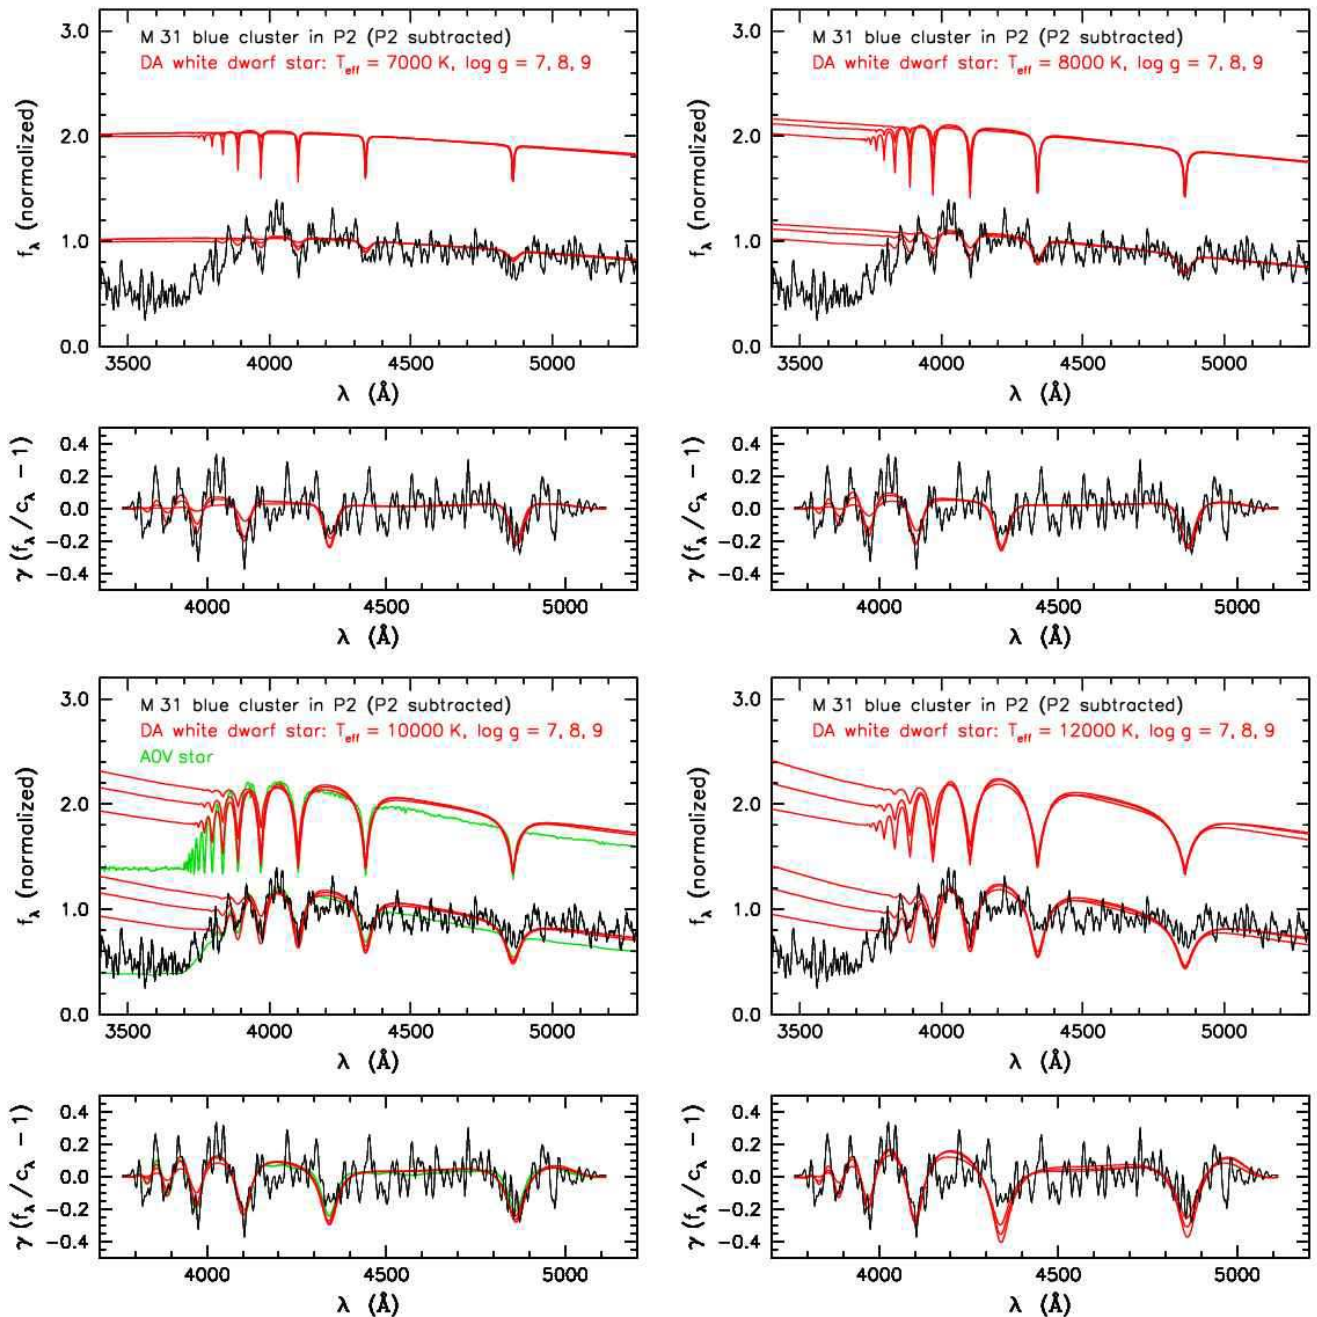 M 31 blue cluster in P2 (P2 subtracted)
DA white dwarf star: Teff = 7000 K, log g = 7, 8, 9
3.0
2.0
1.0
0.0
fλ (normalized)
3500 4000 4500 5000
λ (Å)
M 31 blue cluster in P2 (P2 subtracted)
DA white dwarf star: Teff = 8000 K, log g = 7, 8, 9
3.0
2.0
1.0
0.0
fλ (normalized)
3500 4000 4500 5000
λ (Å)
0.4
0.2
0.0
−0.2
−0.4
γ (fλ/cλ − 1)
4000 4500 5000
λ (Å)
0.4
0.2
0.0
−0.2
−0.4
γ (fλ/cλ − 1)
4000 4500 5000
λ (Å)
M 31 blue cluster in P2 (P2 subtracted)
DA white dwarf star: Teff = 10000 K, log g = 7, 8, 9
A0V star
3.0
2.0
1.0
0.0
fλ (normalized)
3500 4000 4500 5000
λ (Å)
M 31 blue cluster in P2 (P2 subtracted)
DA white dwarf star: Teff = 12000 K, log g = 7, 8, 9
3.0
2.0
1.0
0.0
fλ (normalized)
3500 4000 4500 5000
λ (Å)
0.4
0.2
0.0
−0.2
−0.4
γ (fλ/cλ − 1)
4000 4500 5000
λ (Å)
0.4
0.2
0.0
−0.2
−0.4
γ (fλ/cλ − 1)
4000 4500 5000
λ (Å)